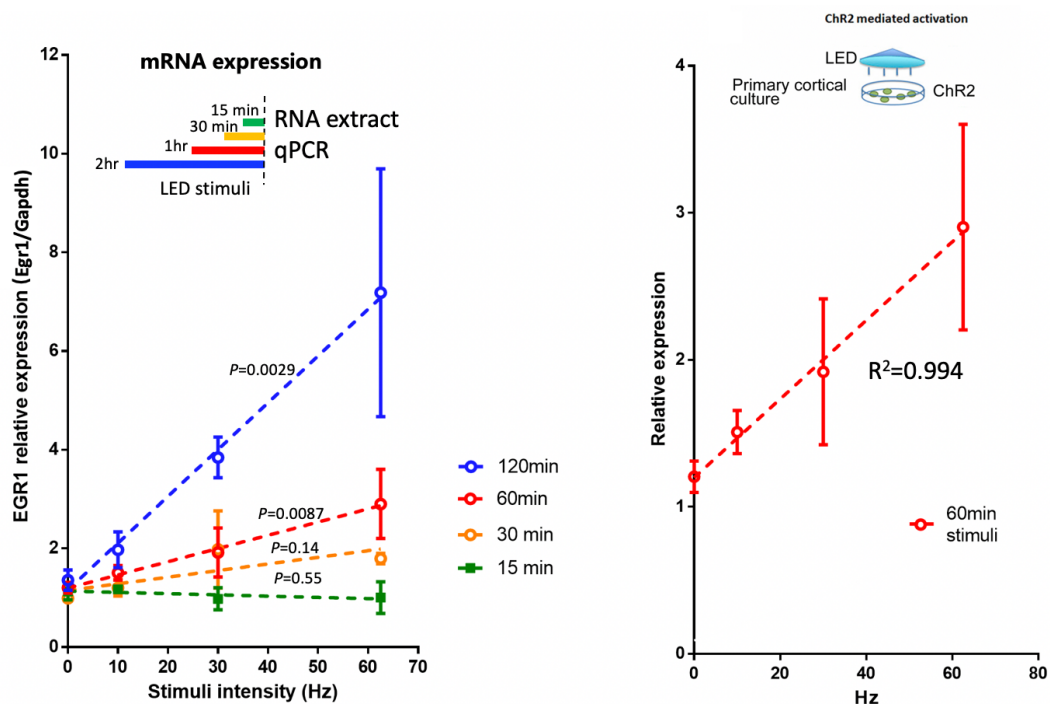 mRNA expression
15 min
30 min
1hr
2hr
RNA extract
qPCR
LED stimuli
EGR1 relative expression (Egr1/Gapdh)
12
10
8
6
4
2
0
P=0.0029
P=0.0087
P=0.14
P=0.55
0 10 20 30 40 50 60 70
Stimuli intensity (Hz)
120min
60min
30 min
15 min
ChR2 mediated activation
LED
Primary cortical
culture
ChR2
Relative expression
4
3
2
1
0
R²=0.994
60min
stimuli
0 20 40 60 80
Hz